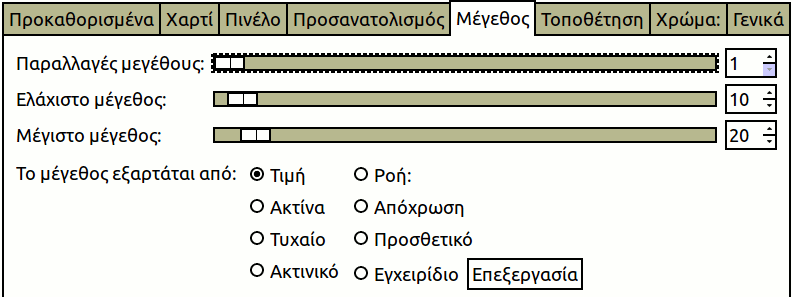 Προκαθορισμένα Χαρτί Πινέλο Προσανατολισμός Μέγεθος Τοποθέτηση Χρώμα: Γενικά
Παραλλαγές μεγέθους: 1
Ελάχιστο μέγεθος: 10
Μέγιστο μέγεθος: 20
Το μέγεθος εξαρτάται από: Τιμή Ροή:
Ακτίνα Απόχρωση
Τυχαίο Προσθετικό
Ακτινικό Εγχειρίδιο Επεξεργασία